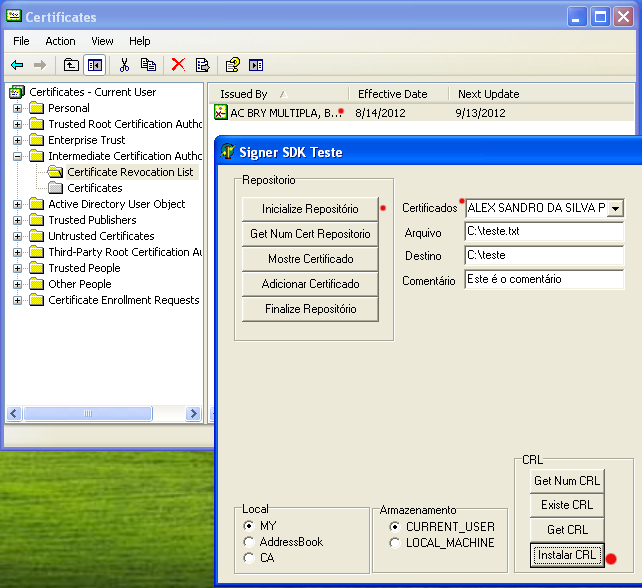 Certificates
File Action View Help
Certificates - Current User
Personal
Trusted Root Certification Autho
Enterprise Trust
Intermediate Certification Autho
Certificate Revocation List
Certificates
Active Directory User Object
Trusted Publishers
Untrusted Certificates
Third-Party Root Certification Au
Trusted People
Other People
Certificate Enrollment Requests
Issued By Effective Date Next Update
AC BRY MULTIPLA, B... 8/14/2012 9/13/2012
Signer SDK Teste
Repositorio
Inicialize Repositório
Get Num Cert Repositorio
Mostre Certificado
Adicionar Certificado
Finalize Repositório
Certificados ALEX SANDRO DA SILVA P
Arquivo C:\teste.txt
Destino C:\teste
Comentário Este é o comentário
Local
MY
AddressBook
CA
Armazenamento
CURRENT_USER
LOCAL_MACHINE
CRL
Get Num CRL
Existe CRL
Get CRL
Instalar CRL